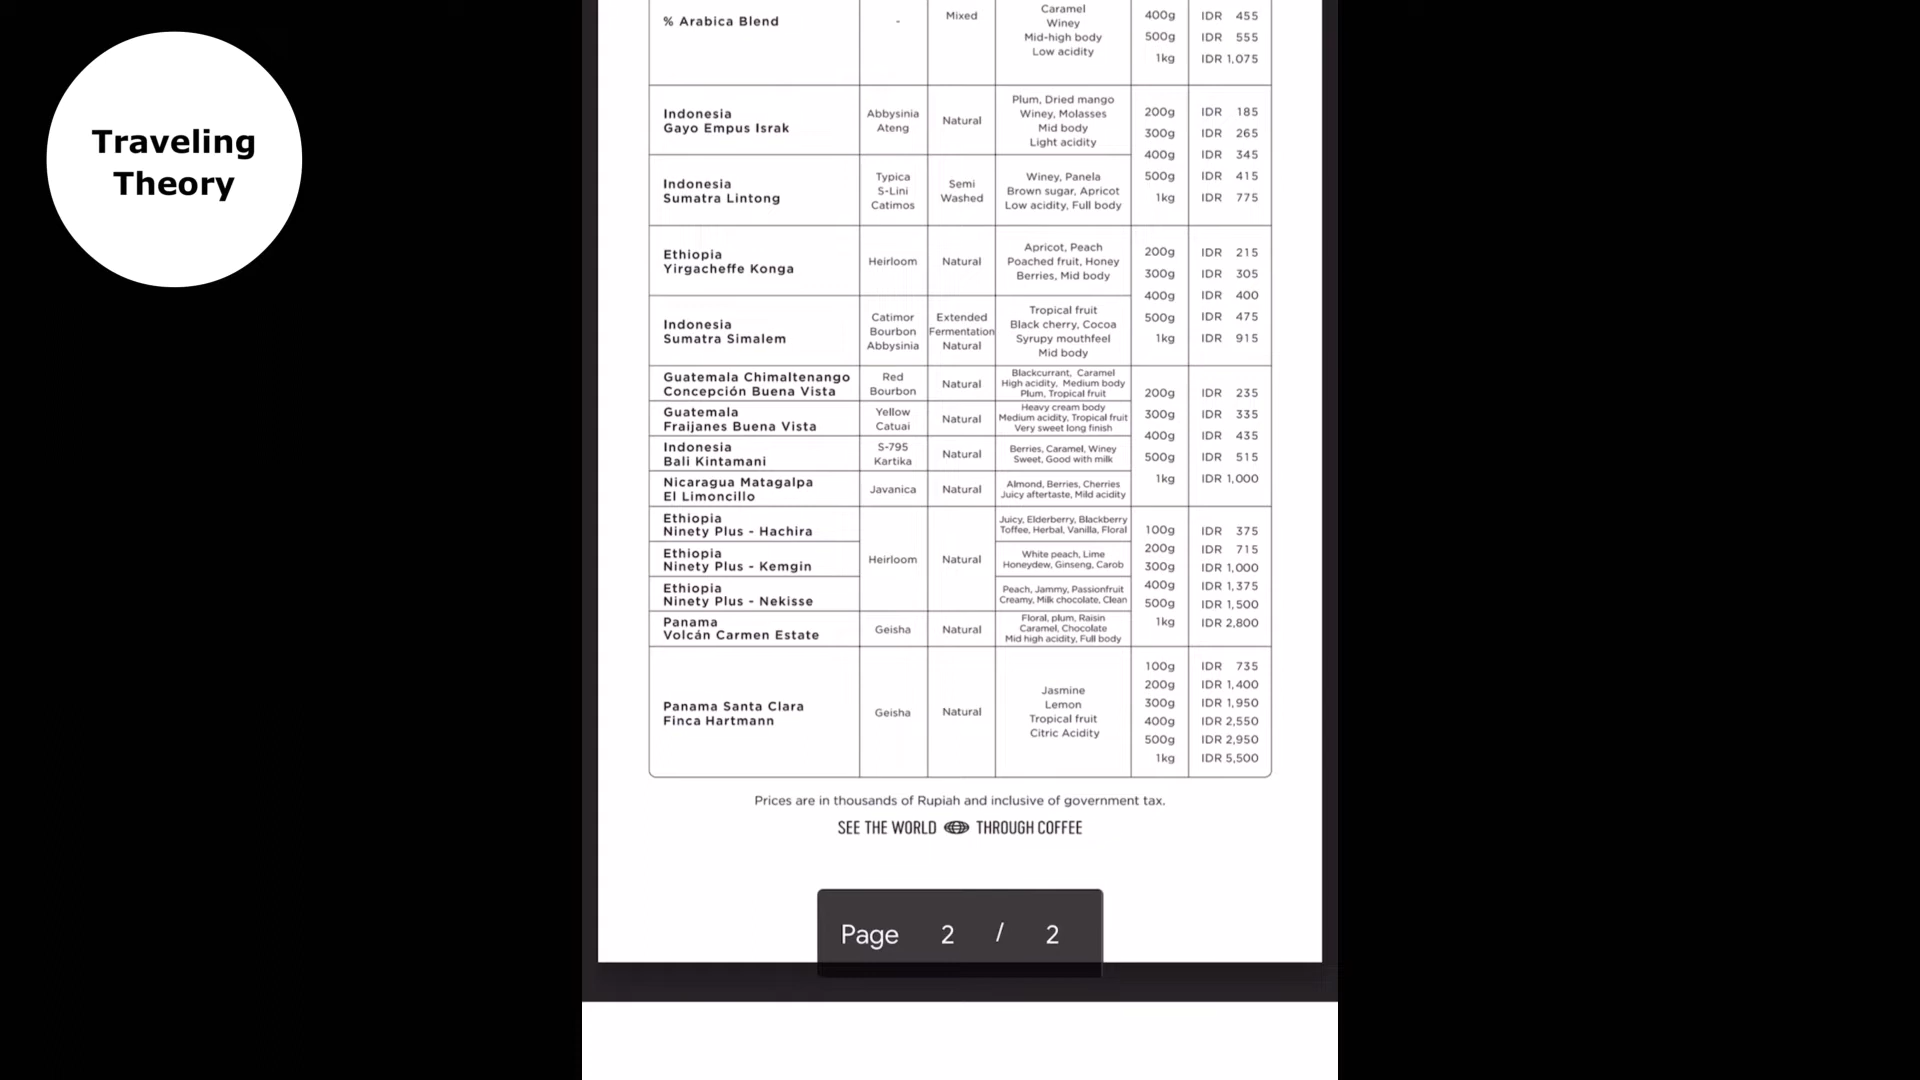 Traveling
Theory
% Arabica Blend
-
Mixed
Caramel
Winey
Mid-high body
Low acidity
400g IDR 455
500g IDR 555
1kg IDR 1,075
Indonesia
Gayo Empus Israk
Abbysinia
Ateng
Natural
Plum, Dried mango
Winey, Molasses
Mid body
Light acidity
Indonesia
Sumatra Lintong
Typica
S-Lini
Catimos
Semi
Washed
Winey, Panela
Brown sugar, Apricot
Low acidity, Full body
200g IDR 185
300g IDR 265
400g IDR 345
500g IDR 415
1kg IDR 775
Ethiopia
Yirgacheffe Konga
Heirloom
Natural
Apricot, Peach
Poached fruit, Honey
Berries, Mid body
Indonesia
Sumatra Simalem
Catimor
Bourbon
Abbysinia
Extended
Fermentation
Natural
Tropical fruit
Black cherry, Cocoa
Syrupy mouthfeel
Mid body
200g IDR 215
300g IDR 305
400g IDR 400
500g IDR 475
1kg IDR 915
Guatemala Chimaltenango
Concepción Buena Vista
Red
Bourbon
Natural
Blackcurrant, Caramel
High acidity, Medium body
Plum, Tropical fruit
Guatemala
Fraijanes Buena Vista
Yellow
Catuai
Natural
Heavy cream body
Medium acidity, Tropical fruit
Very sweet long finish
Indonesia
Bali Kintamani
S-795
Kartika
Natural
Berries, Caramel, Winey
Sweet, Good with milk
Nicaragua Matagalpa
El Limoncillo
Javanica
Natural
Almond, Berries, Cherries
Juicy aftertaste, Mild acidity
200g IDR 235
300g IDR 335
400g IDR 435
500g IDR 515
1kg IDR 1,000
Ethiopia
Ninety Plus - Hachira
Juicy, Elderberry, Blackberry
Toffee, Herbal, Vanilla, Floral
Ethiopia
Ninety Plus - Kemgin
Heirloom
Natural
White peach, Lime
Honeydew, Ginseng, Carob
Ethiopia
Ninety Plus - Nekisse
Peach, Jammy, Passionfruit
Creamy, Milk chocolate, Clean
Panama
Volcán Carmen Estate
Geisha
Natural
Floral, plum, Raisin
Caramel, Chocolate
Mid high acidity, Full body
100g IDR 375
200g IDR 715
300g IDR 1,000
400g IDR 1,375
500g IDR 1,500
1kg IDR 2,800
Panama Santa Clara
Finca Hartmann
Geisha
Natural
Jasmine
Lemon
Tropical fruit
Citric Acidity
100g IDR 735
200g IDR 1,400
300g IDR 1,950
400g IDR 2,550
500g IDR 2,950
1kg IDR 5,500
Prices are in thousands of Rupiah and inclusive of government tax.
SEE THE WORLD THROUGH COFFEE
Page 2 / 2